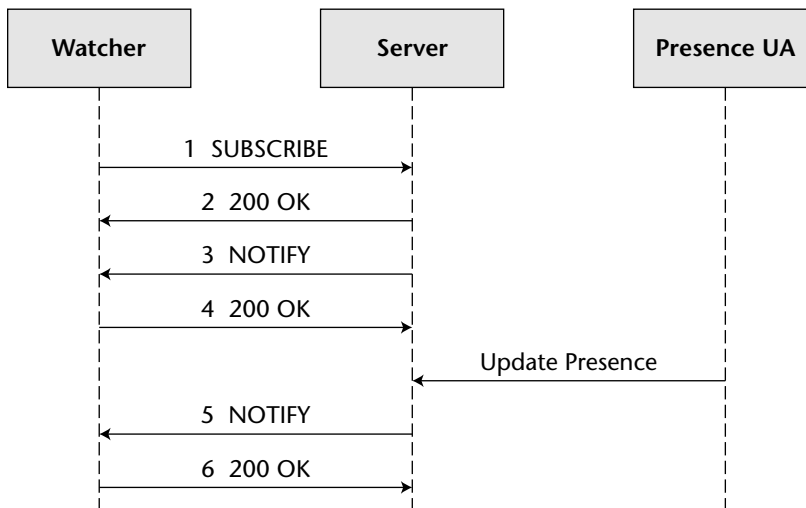 Watcher
Server
Presence UA
1 SUBSCRIBE
2 200 OK
3 NOTIFY
4 200 OK
Update Presence
5 NOTIFY
6 200 OK